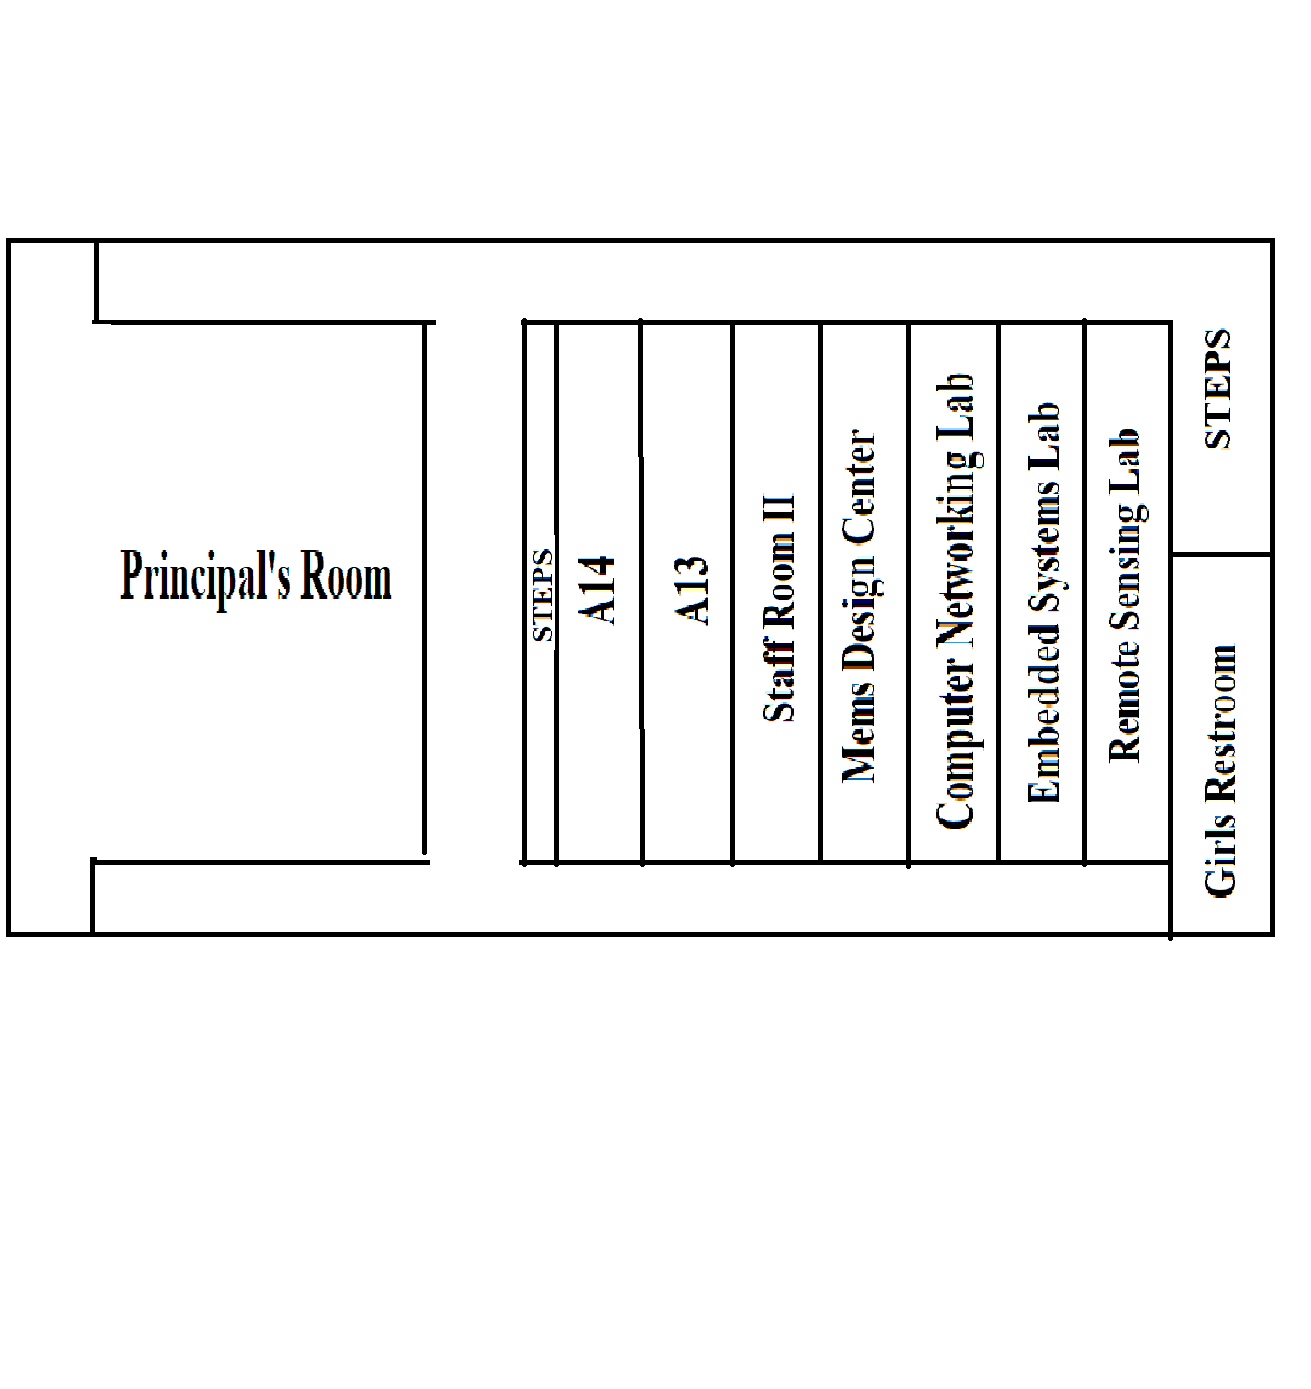 Principal's Room
STEPS
A14
A13
Staff Room II
Mems Design Center
Computer Networking Lab
Embedded Systems Lab
Remote Sensing Lab
STEPS
Girls Restroom